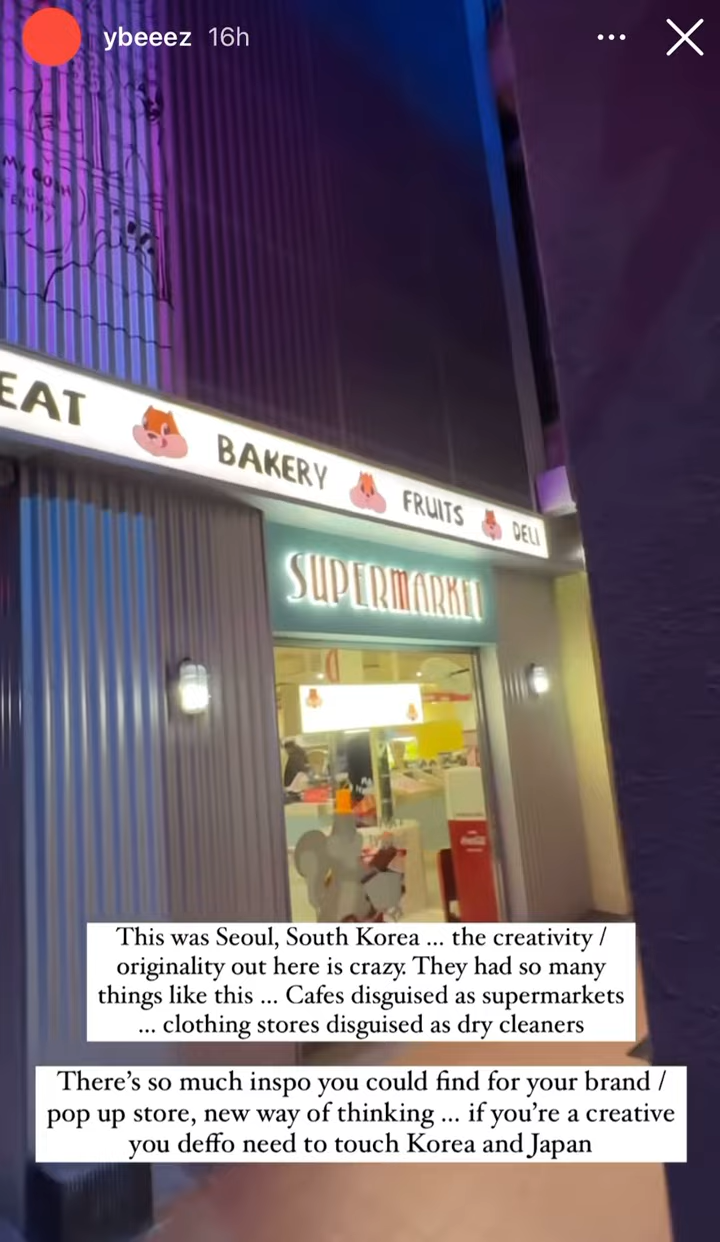 ybeeez 16h
MY GOSH
EAT
BAKERY
FRUITS
DELI
SUPERMARKET
This was Seoul, South Korea ... the creativity /
originality out here is crazy. They had so many
things like this ... Cafes disguised as supermarkets
... clothing stores disguised as dry cleaners
There's so much inspo you could find for your brand /
pop up store, new way of thinking ... if you're a creative
you deffo need to touch Korea and Japan